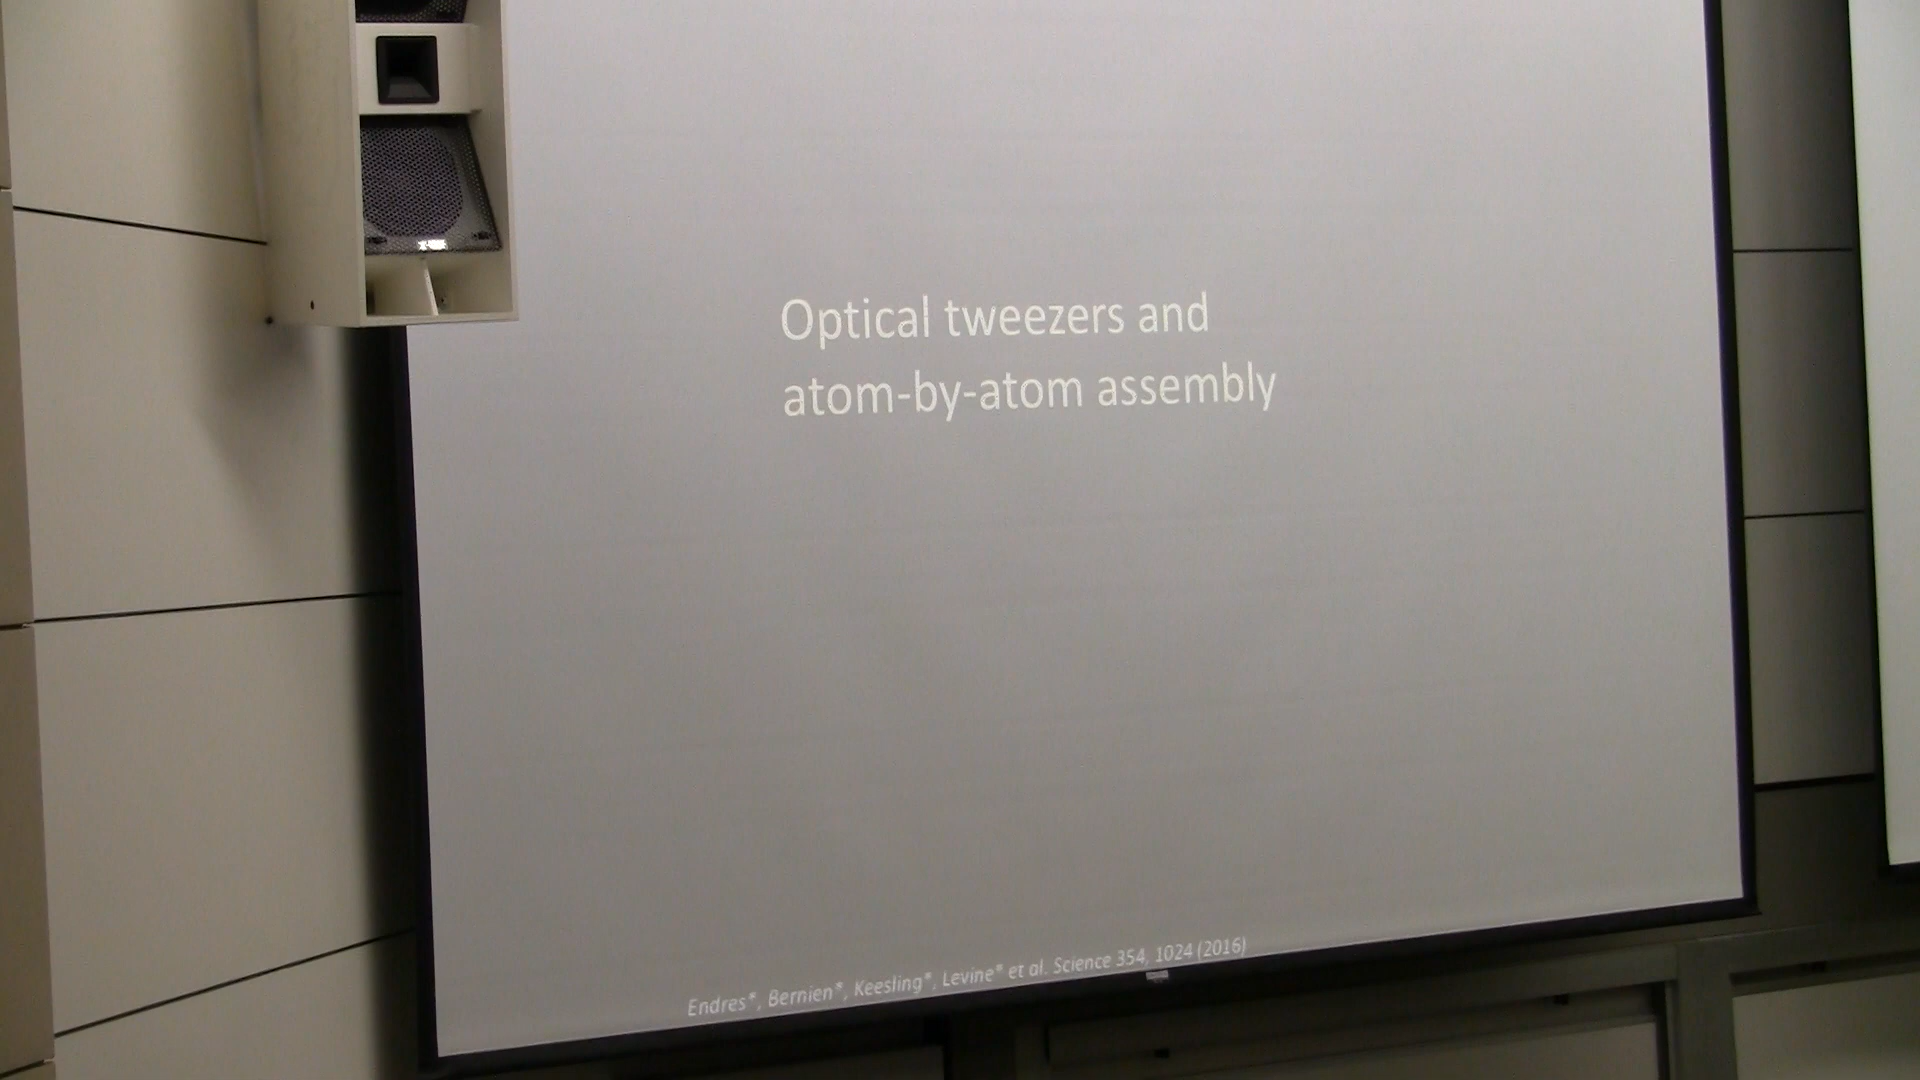 Optical tweezers and
atom-by-atom assembly
Endres*, Bernien*, Keesling*, Levine* et al. Science 354, 1024 (2016)